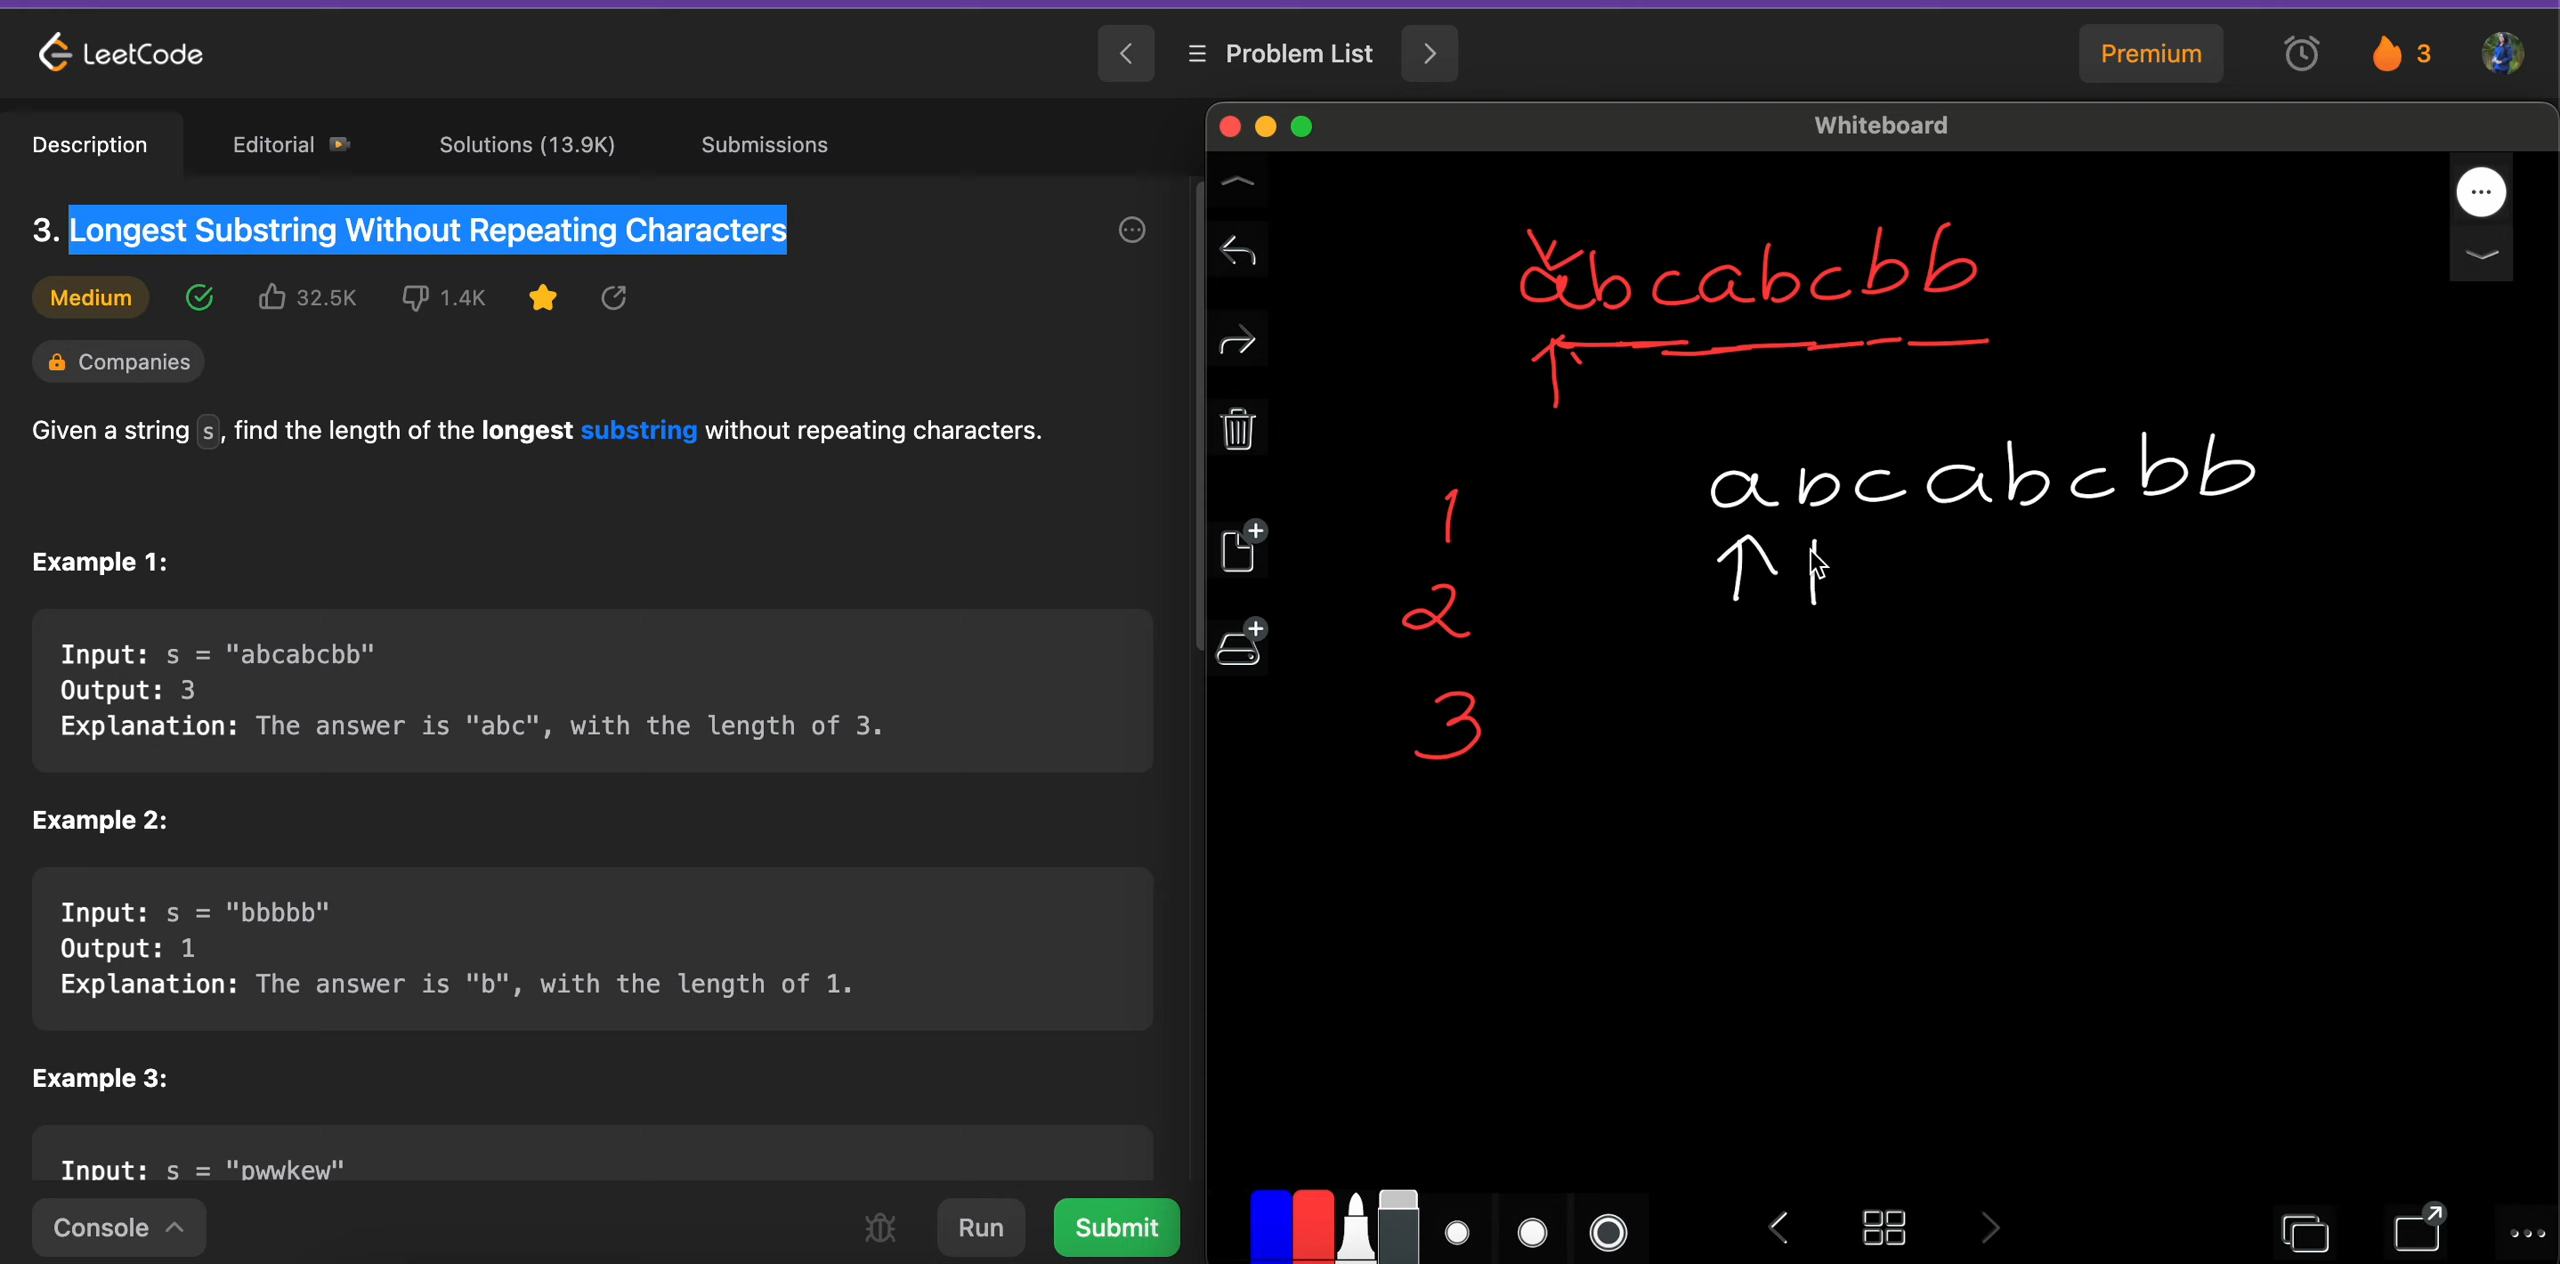 LeetCode
Problem List
Premium
3
Description
Editorial
Solutions (13.9K)
Submissions
3. Longest Substring Without Repeating Characters
Medium
32.5K
1.4K
Companies
Given a string s, find the length of the longest substring without repeating characters.
Example 1:
Input: s = "abcabcbb"
Output: 3
Explanation: The answer is "abc", with the length of 3.
Example 2:
Input: s = "bbbbb"
Output: 1
Explanation: The answer is "b", with the length of 1.
Example 3:
Input: s = "pwwkew"
Console
Run
Submit
Whiteboard
abcabcbb
abcabcbb
1
2
3